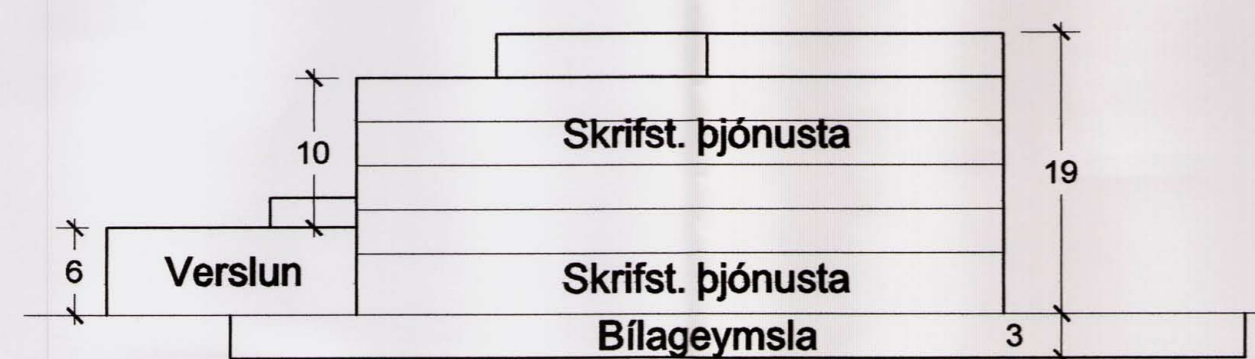 Skrifst. þjónusta
10
19
6
Verslun
Skrifst. þjónusta
Bílageymsla
3